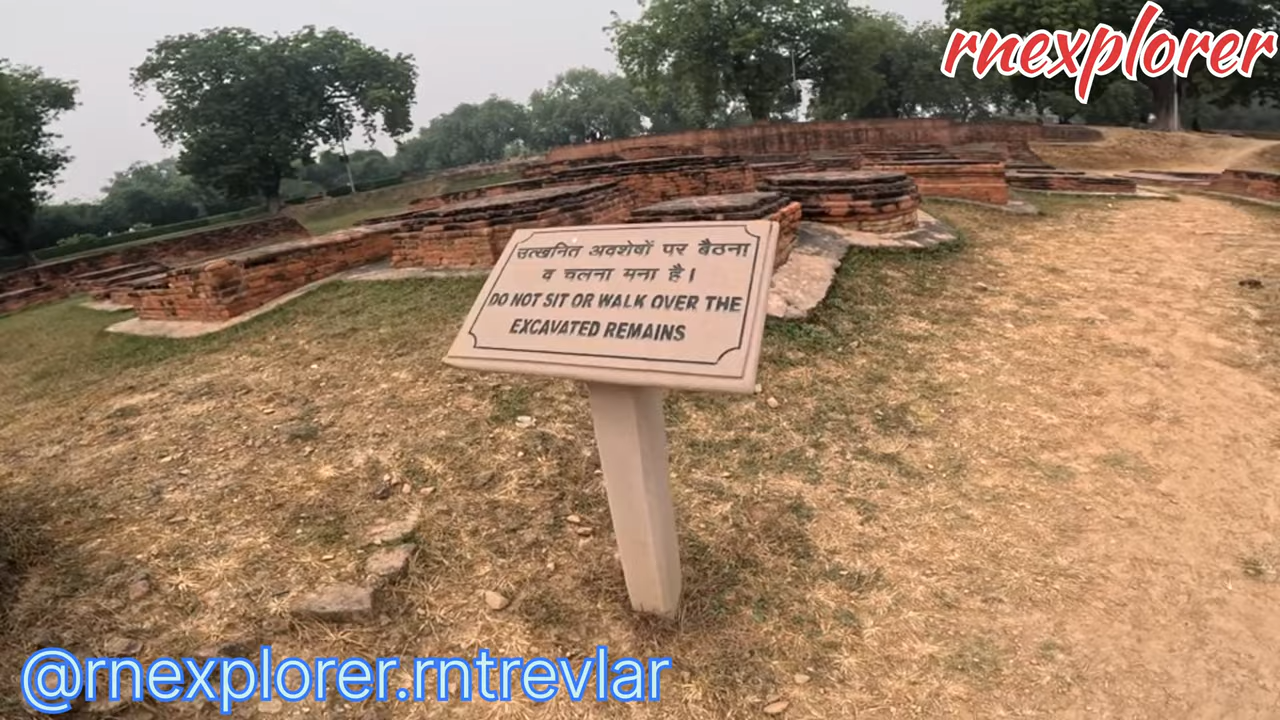 rnexplorer
उत्खनित अवशेषों पर बैठना
व चलना मना है।
DO NOT SIT OR WALK OVER THE
EXCAVATED REMAINS
@rnexplorer.rntrevlar